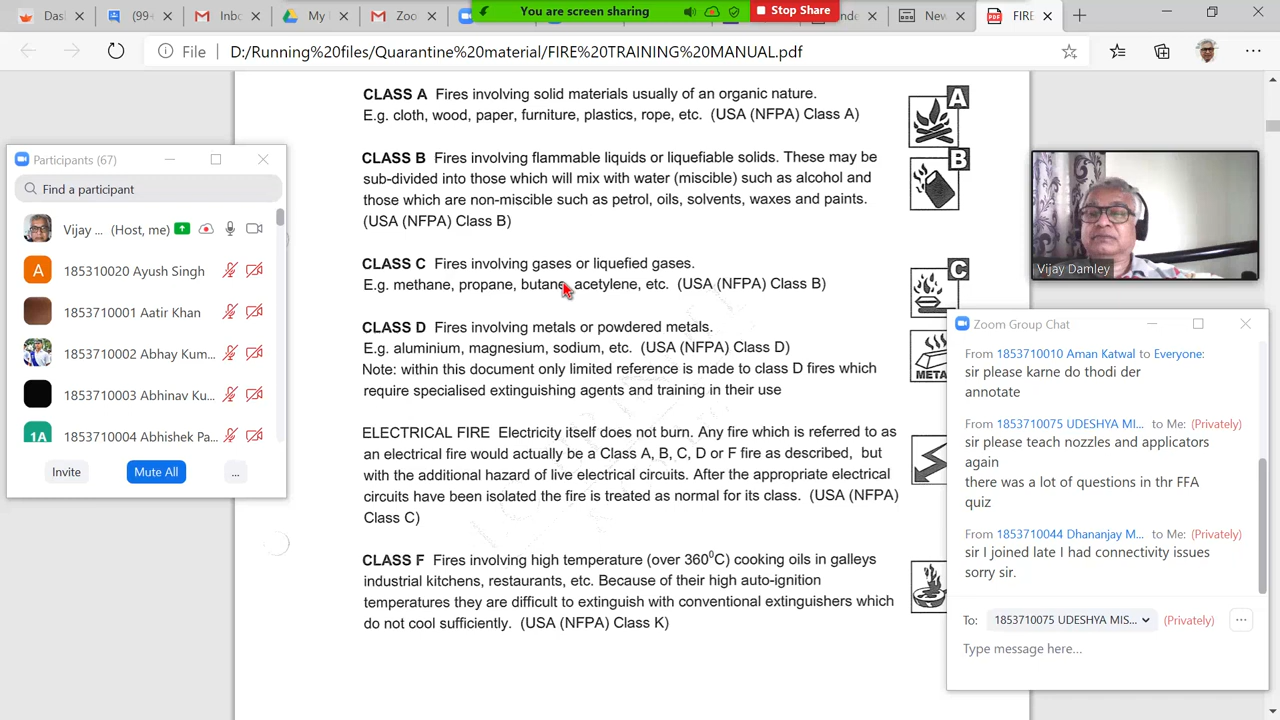 Das
(99
Inb
My
Zoo
You are screen sharing
Stop Share
nde
New
FIRE
File D:/Running%20files/Quarantine%20material/FIRE%20TRAINING%20MANUAL.pdf
CLASS A Fires involving solid materials usually of an organic nature.
E.g. cloth, wood, paper, furniture, plastics, rope, etc. (USA (NFPA) Class A)
A
CLASS B Fires involving flammable liquids or liquefiable solids. These may be
sub-divided into those which will mix with water (miscible) such as alcohol and
those which are non-miscible such as petrol, oils, solvents, waxes and paints.
(USA (NFPA) Class B)
B
CLASS C Fires involving gases or liquefied gases.
E.g. methane, propane, butane, acetylene, etc. (USA (NFPA) Class B)
C
CLASS D Fires involving metals or powdered metals.
E.g. aluminium, magnesium, sodium, etc. (USA (NFPA) Class D)
Note: within this document only limited reference is made to class D fires which
require specialised extinguishing agents and training in their use
META
ELECTRICAL FIRE Electricity itself does not burn. Any fire which is referred to as
an electrical fire would actually be a Class A, B, C, D or F fire as described, but
with the additional hazard of live electrical circuits. After the appropriate electrical
circuits have been isolated the fire is treated as normal for its class. (USA (NFPA)
Class C)
CLASS F Fires involving high temperature (over 360⁰C) cooking oils in galleys
industrial kitchens, restaurants, etc. Because of their high auto-ignition
temperatures they are difficult to extinguish with conventional extinguishers which
do not cool sufficiently. (USA (NFPA) Class K)
Participants (67)
Find a participant
Vijay ... (Host, me)
A 185310020 Ayush Singh
1853710001 Aatir Khan
1853710002 Abhay Kum...
1853710003 Abhinav Ku...
1A 1853710004 Abhishek Pa...
Invite Mute All ...
Vijay Damley
Zoom Group Chat
From 1853710010 Aman Katwal to Everyone:
sir please karne do thodi der
annotate
From 1853710075 UDESHYA MI... to Me: (Privately)
sir please teach nozzles and applicators
again
there was a lot of questions in thr FFA
quiz
From 1853710044 Dhananjay M... to Me: (Privately)
sir I joined late I had connectivity issues
sorry sir.
To: 1853710075 UDESHYA MIS... (Privately) ...
Type message here...